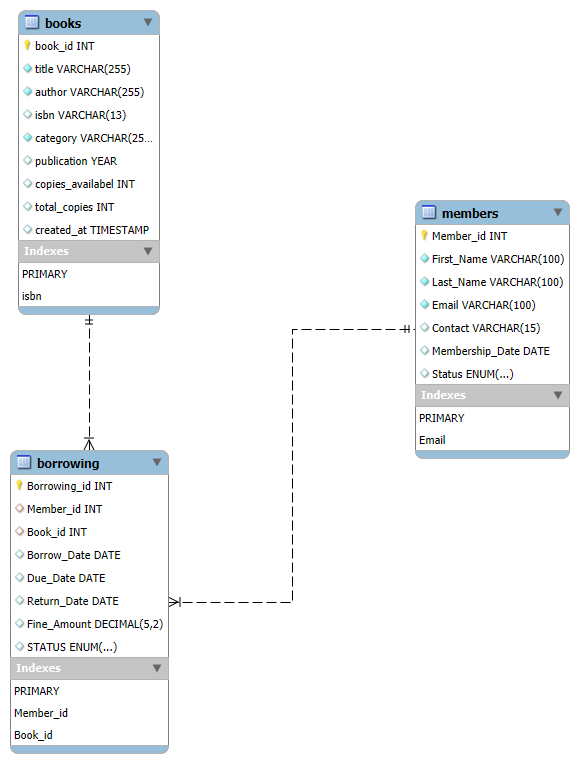 books
book_id INT
title VARCHAR(255)
author VARCHAR(255)
isbn VARCHAR(13)
category VARCHAR(25...
publication YEAR
copies_availabel INT
total_copies INT
created_at TIMESTAMP
Indexes
PRIMARY
isbn
members
Member_id INT
First_Name VARCHAR(100)
Last_Name VARCHAR(100)
Email VARCHAR(100)
Contact VARCHAR(15)
Membership_Date DATE
Status ENUM(...)
Indexes
PRIMARY
Email
borrowing
Borrowing_id INT
Member_id INT
Book_id INT
Borrow_Date DATE
Due_Date DATE
Return_Date DATE
Fine_Amount DECIMAL(5,2)
STATUS ENUM(...)
Indexes
PRIMARY
Member_id
Book_id